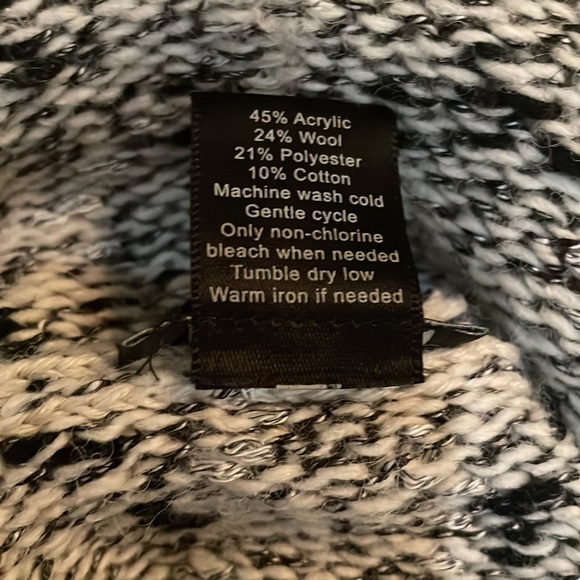 45% Acrylic
24% Wool
21% Polyester
10% Cotton
Machine wash cold
Gentle cycle
Only non-chlorine
bleach when needed
Tumble dry low
Warm iron if needed